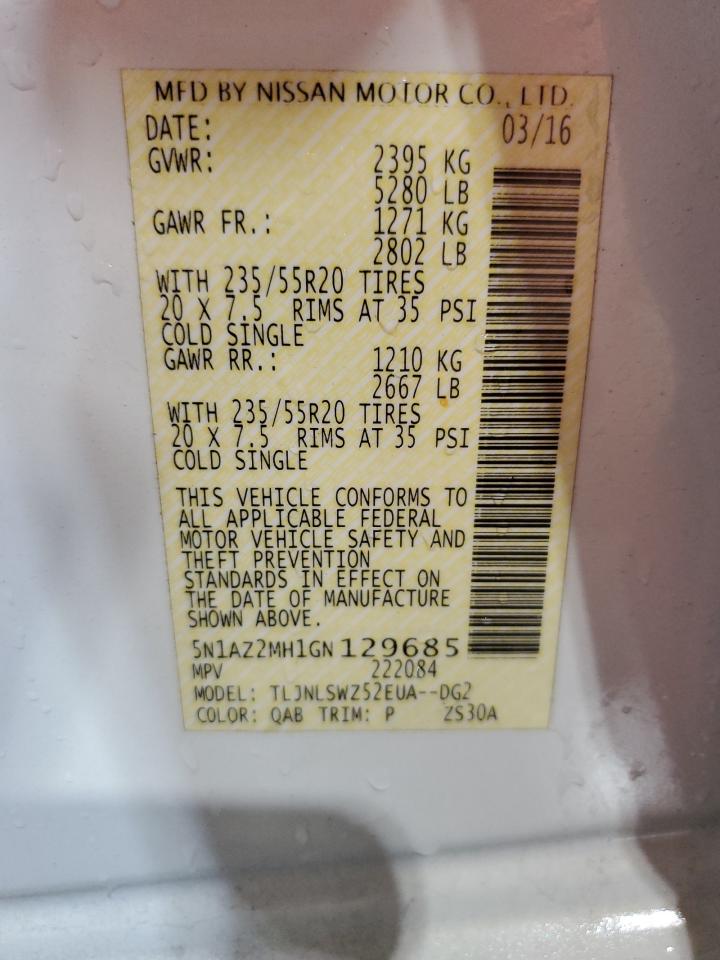 MFD BY NISSAN MOTOR CO., LTD.
DATE: 03/16
GVWR: 2395 KG
5280 LB
GAWR FR.: 1271 KG
2802 LB
WITH 235/55R20 TIRES
20 X 7.5 RIMS AT 35 PSI
COLD SINGLE
GAWR RR.: 1210 KG
2667 LB
WITH 235/55R20 TIRES
20 X 7.5 RIMS AT 35 PSI
COLD SINGLE
THIS VEHICLE CONFORMS TO
ALL APPLICABLE FEDERAL
MOTOR VEHICLE SAFETY AND
THEFT PREVENTION
STANDARDS IN EFFECT ON
THE DATE OF MANUFACTURE
SHOWN ABOVE.
5N1AZ2MH1GN129685
MPV 222084
MODEL: TLJNLSWZ52EUA--DG2
COLOR: QAB TRIM: P ZS30A